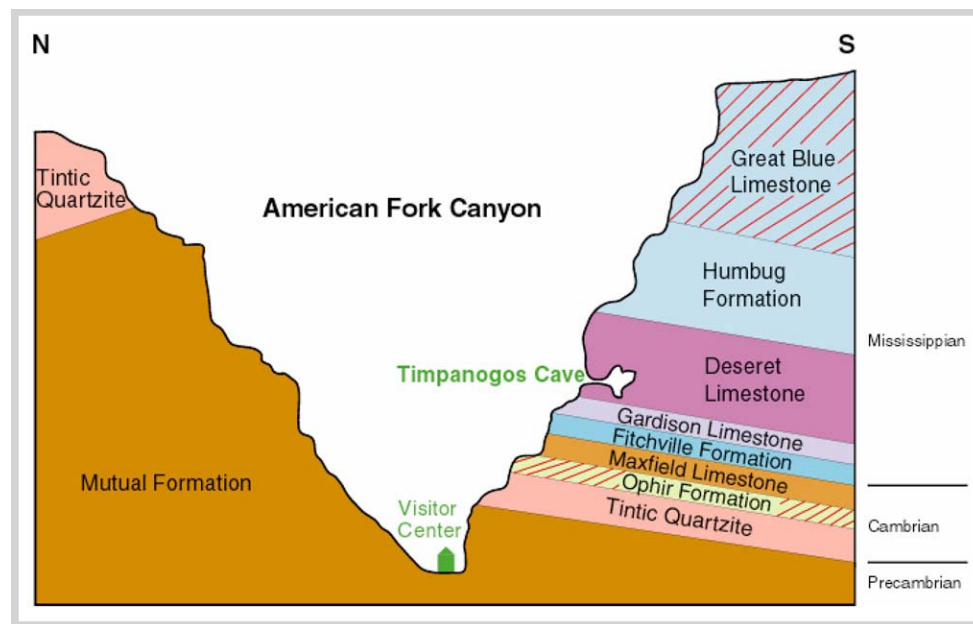 N
S
Tintic
Quartzite
American Fork Canyon
Great Blue
Limestone
Humbug
Formation
Mississippian
Timpanogos Cave
Deseret
Limestone
Gardison Limestone
Fitchville Formation
Maxfield Limestone
Ophir Formation
Tintic Quartzite
Mutual Formation
Visitor
Center
Cambrian
Precambrian